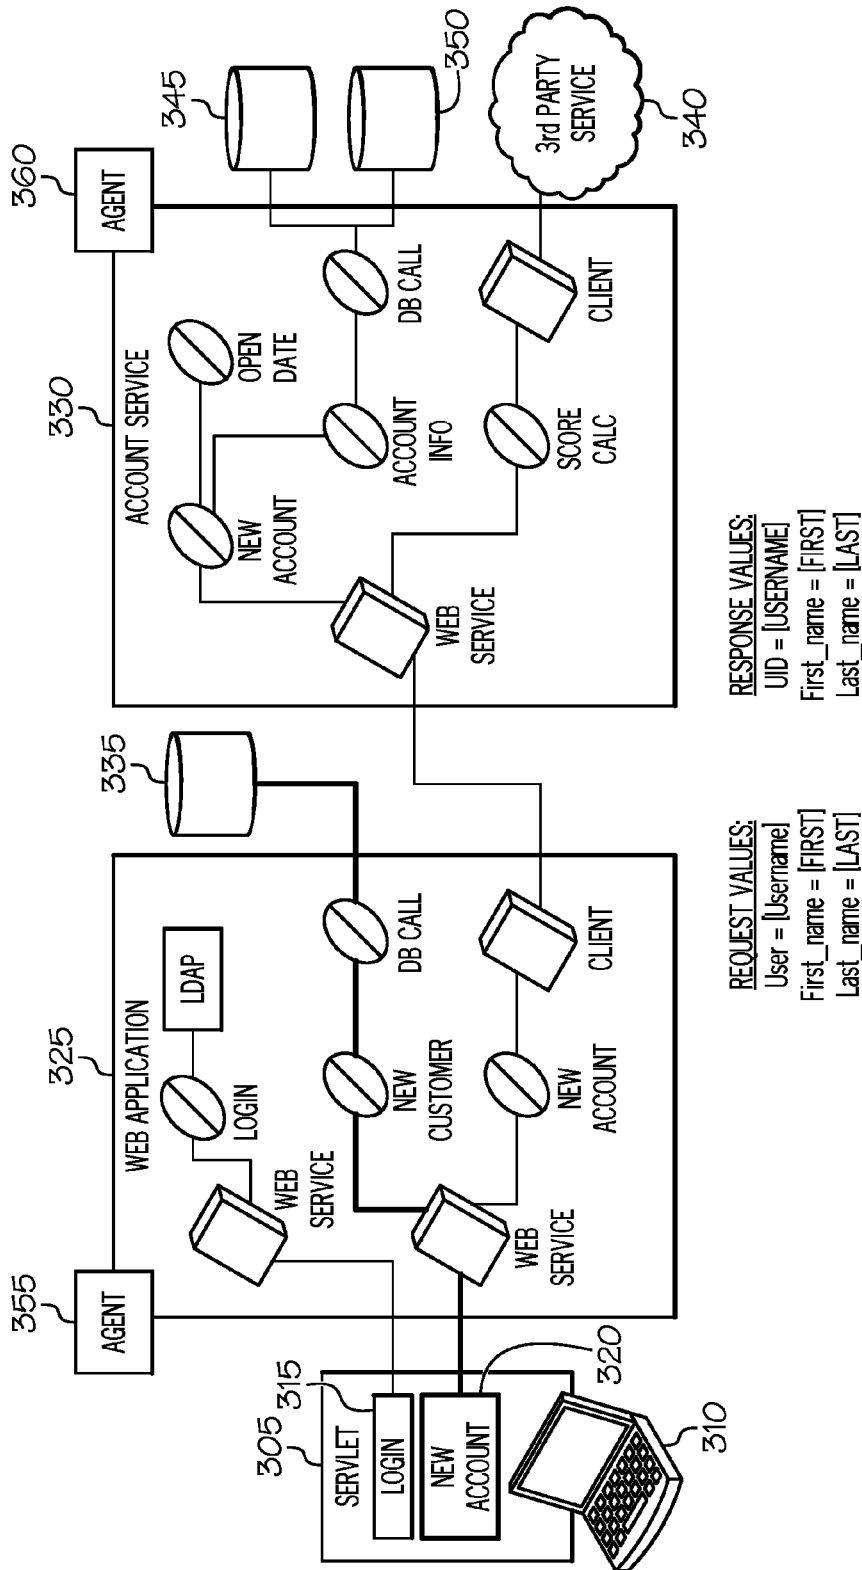 355
AGENT
325
WEB APPLICATION
LOGIN
LDAP
WEB
SERVICE
335
NEW
CUSTOMER
DB CALL
WEB
SERVICE
NEW
ACCOUNT
CLIENT
305
SERVLET
315
LOGIN
NEW
ACCOUNT
320
310
360
AGENT
330
ACCOUNT SERVICE
NEW
ACCOUNT
OPEN
DATE
345
350
ACCOUNT
INFO
DB CALL
WEB
SERVICE
SCORE
CALC
CLIENT
3rd PARTY
SERVICE
340
REQUEST VALUES:
User = [Username]
First_name = [FIRST]
Last_name = [LAST]
RESPONSE VALUES:
UID = [USERNAME]
First_name = [FIRST]
Last_name = [LAST]